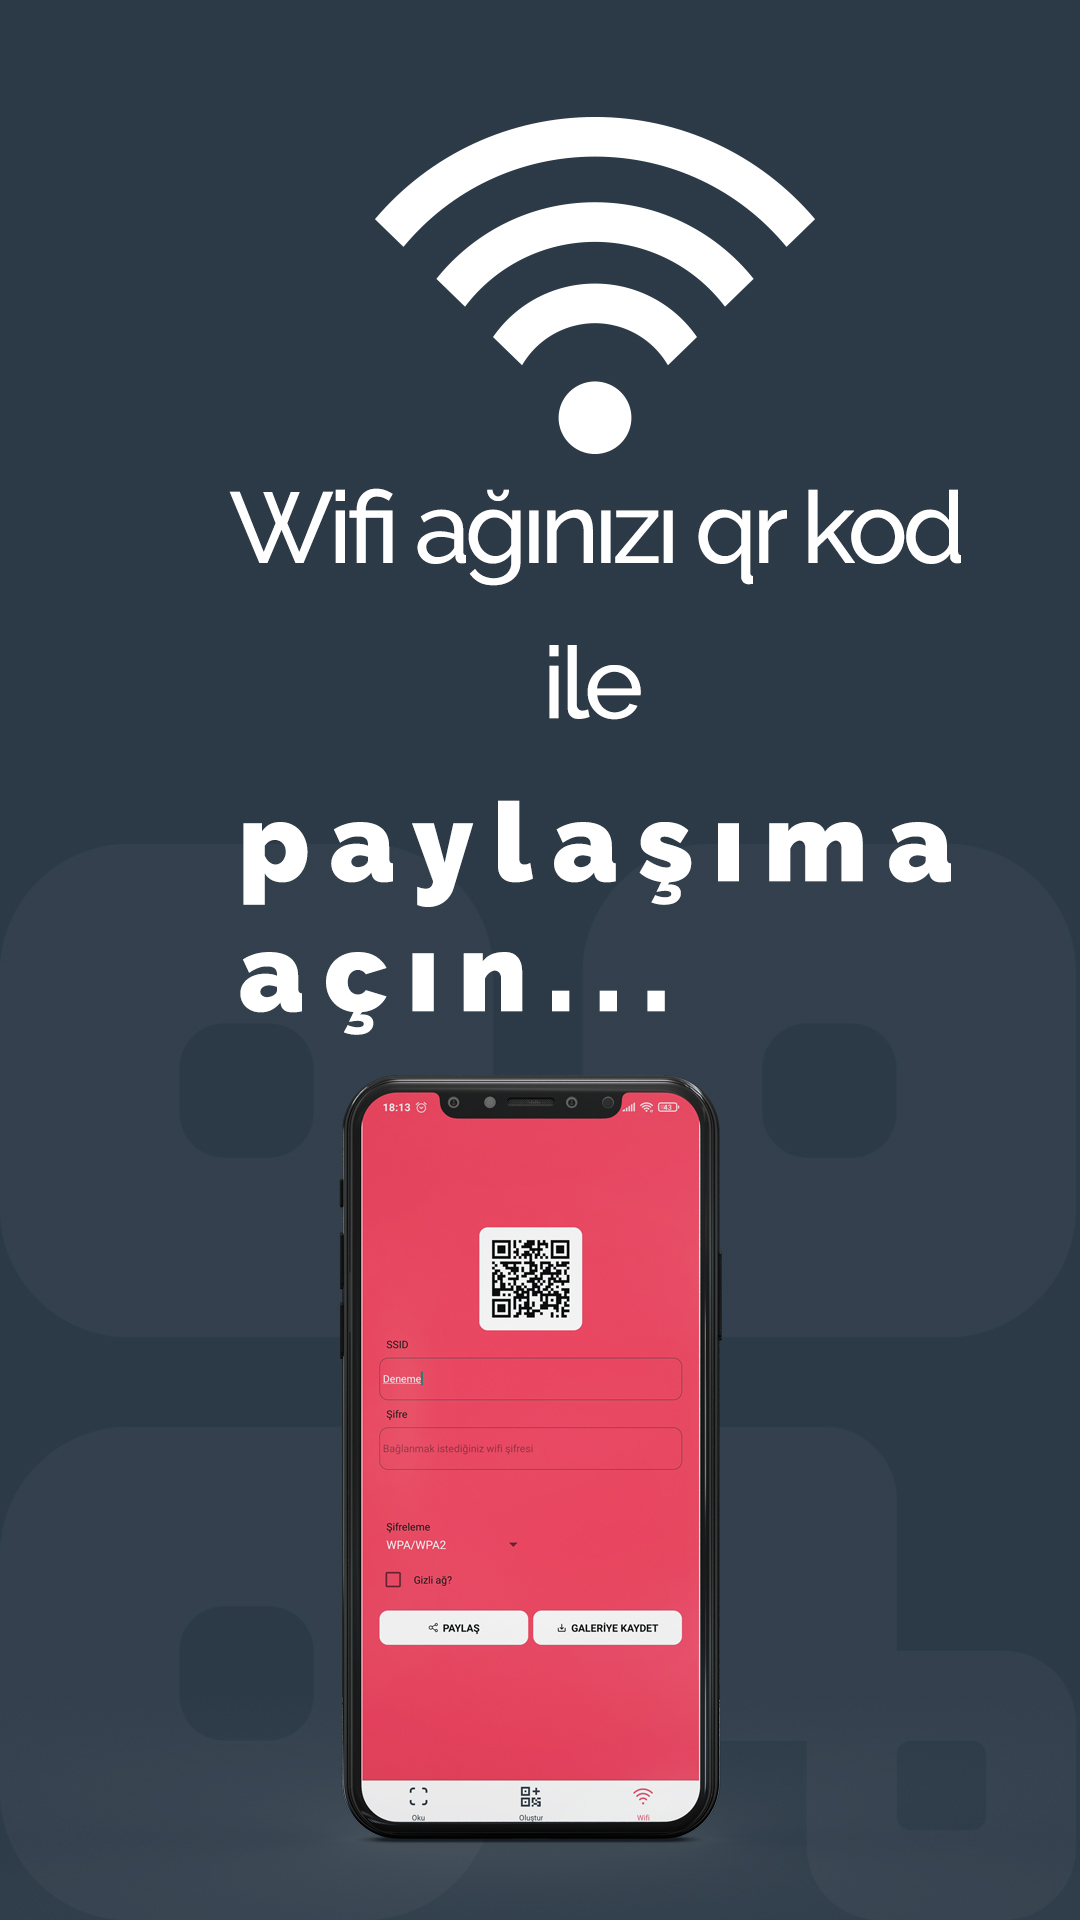 Wifi ağınızı qr kod
ile
paylaşıma
açın...
18:13
43
SSID
Deneme
Şifre
Bağlanmak istediğiniz wifi şifresi
Şifreleme
WPA/WPA2
Gizli ağ?
PAYLAŞ GALERİYE KAYDET
Oku Oluştur Wifi